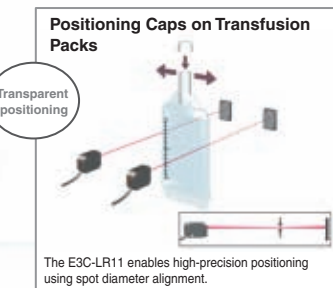 Positioning Caps on Transfusion
Packs
Transparent
positioning
The E3C-LR11 enables high-precision positioning
using spot diameter alignment.